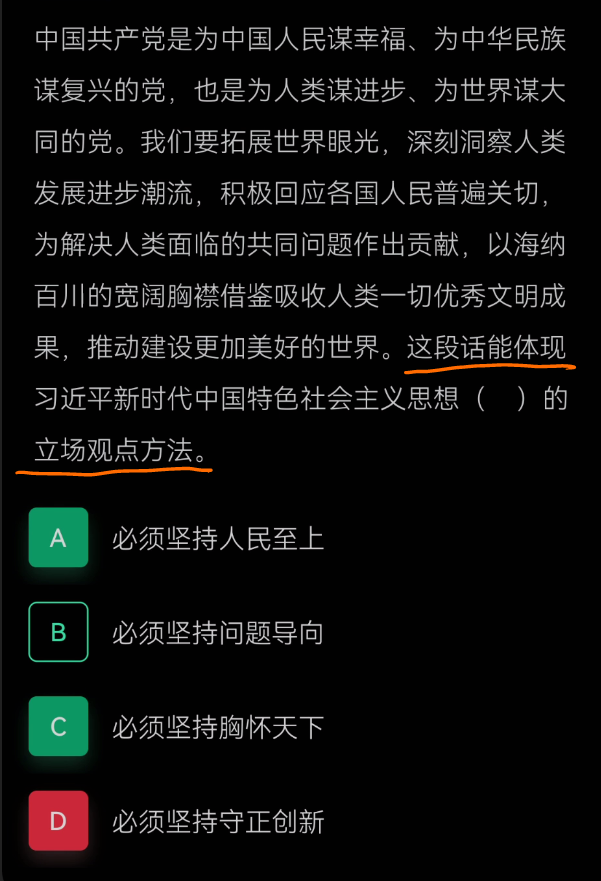 中国共产党是为中国人民谋幸福、为中华民族
谋复兴的党，也是为人类谋进步、为世界谋大
同的党。我们要拓展世界眼光，深刻洞察人类
发展进步潮流，积极回应各国人民普遍关切，
为解决人类面临的共同问题作出贡献，以海纳
百川的宽阔胸襟借鉴吸收人类一切优秀文明成
果，推动建设更加美好的世界。这段话能体现
习近平新时代中国特色社会主义思想（　）的
立场观点方法。
A 必须坚持人民至上
B 必须坚持问题导向
C 必须坚持胸怀天下
D 必须坚持守正创新